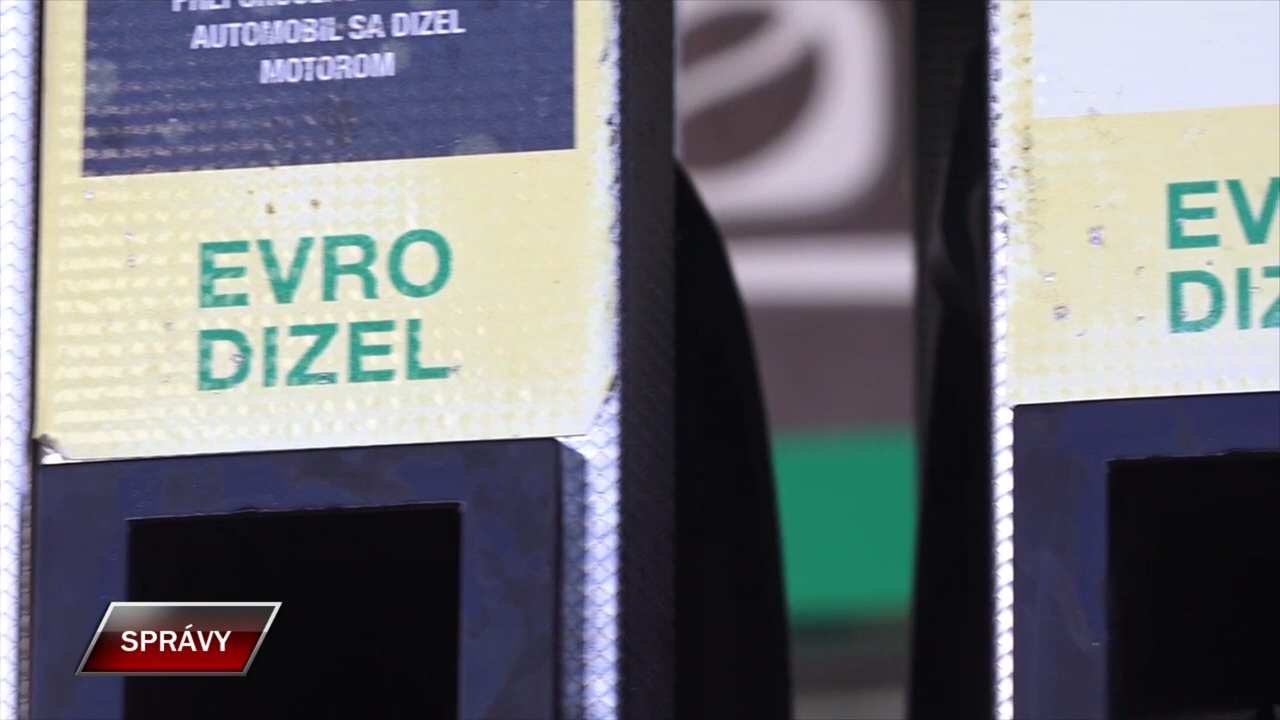 AUTOMOBIL SA DIZEL
MOTOROM
EVRO
DIZEL
EV
DIZ
SPRÁVY